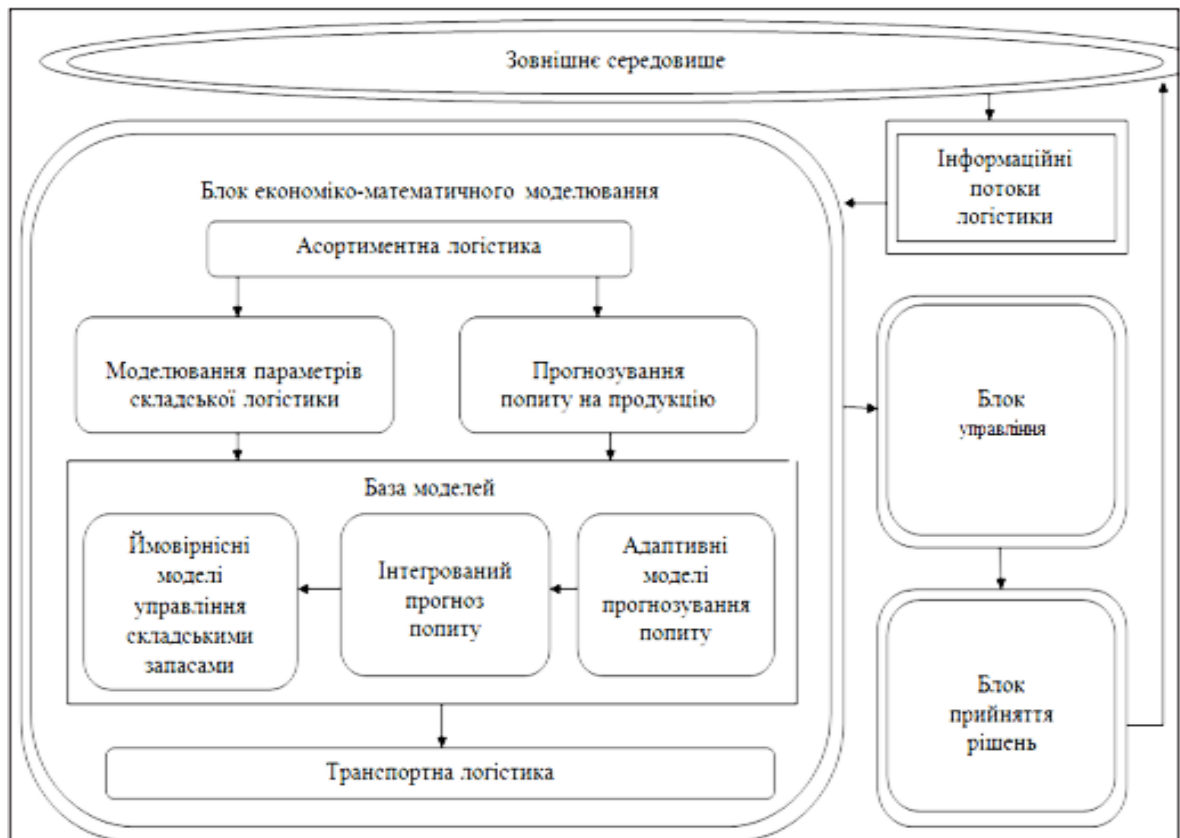 Зовнішнє середовише
Інформаційні
потоки
логістики
Блок економіко-математичного моделювання
Асортиментна логістика
Моделювання параметрів
складської логістики
Прогнозування
попиту на продукцію
База моделей
Ймовірнісні
моделі
управління
складськими
запасами
Інтегрований
прогноз
попиту
Адаптивні
моделі
прогнозування
попиту
Транспортна логістика
Блок
управління
Блок
прийняття
рішень